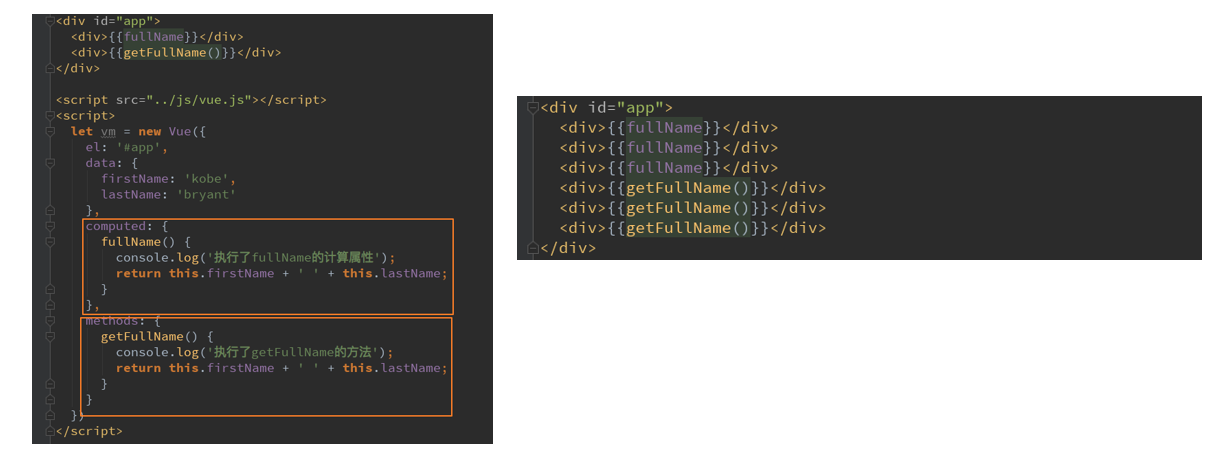 <div id="app">
  <div>{{fullName}}</div>
  <div>{{getFullName()}}</div>
</div>

<script src="../js/vue.js"></script>
<script>
  let vm = new Vue({
    el: '#app',
    data: {
      firstName: 'kobe',
      lastName: 'bryant'
    },
    computed: {
      fullName() {
        console.log('执行了fullName的计算属性');
        return this.firstName + ' ' + this.lastName;
      }
    },
    methods: {
      getFullName() {
        console.log('执行了getFullName的方法');
        return this.firstName + ' ' + this.lastName;
      }
    }
  })
</script>
<div id="app">
  <div>{{fullName}}</div>
  <div>{{fullName}}</div>
  <div>{{fullName}}</div>
  <div>{{getFullName()}}</div>
  <div>{{getFullName()}}</div>
  <div>{{getFullName()}}</div>
</div>